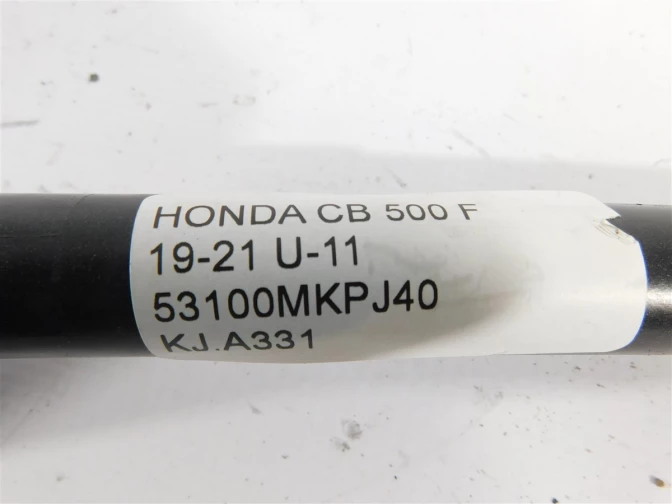 HONDA CB 500 F
19-21 U-11
53100MKPJ40
KJ.A331